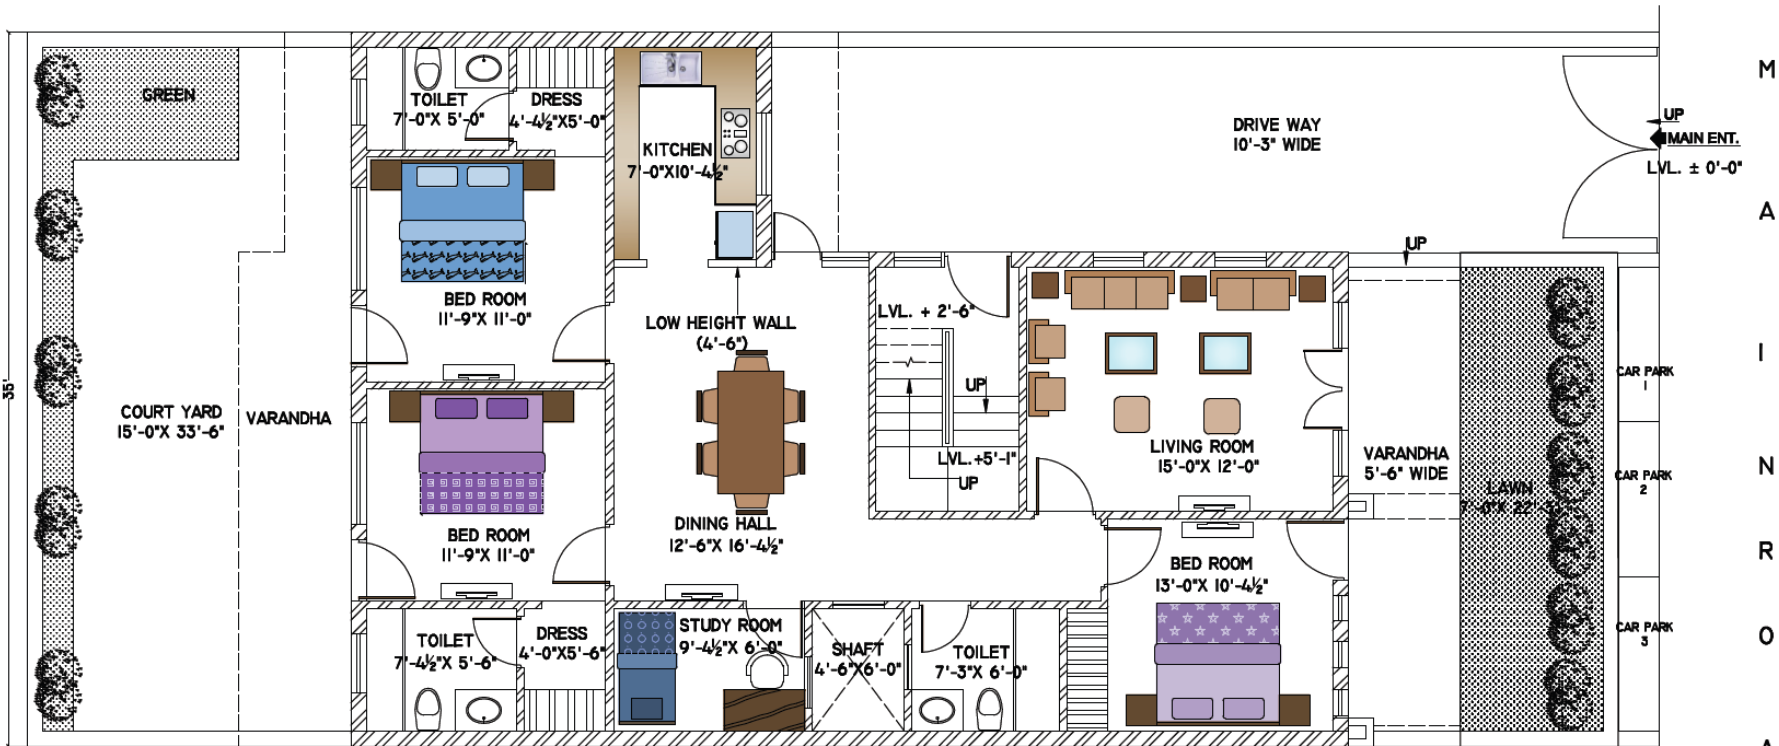 GREEN
TOILET
7'-0"X 5'-0"
DRESS
4'-4½"X5'-0"
KITCHEN
7'-0"X10'-4½"
DRIVE WAY
10'-3" WIDE
UP
MAIN ENT.
LVL. ± 0'-0"
M
A
I
N
R
O
A
UP
BED ROOM
11'-9"X 11'-0"
LOW HEIGHT WALL
(4'-6")
LVL. + 2'-6"
UP
LVL.+5'-1"
UP
35'
COURT YARD
15'-0"X 33'-6"
VARANDHA
LIVING ROOM
15'-0"X 12'-0"
VARANDHA
5'-6" WIDE
LAWN
7'-0"X 22'
CAR PARK
1
CAR PARK
2
CAR PARK
3
BED ROOM
11'-9"X 11'-0"
DINING HALL
12'-6"X 16'-4½"
BED ROOM
13'-0"X 10'-4½"
TOILET
7'-4½"X 5'-6"
DRESS
4'-0"X5'-6"
STUDY ROOM
9'-4½"X 6'-0"
SHAFT
4'-6"X6'-0"
TOILET
7'-3"X 6'-0"